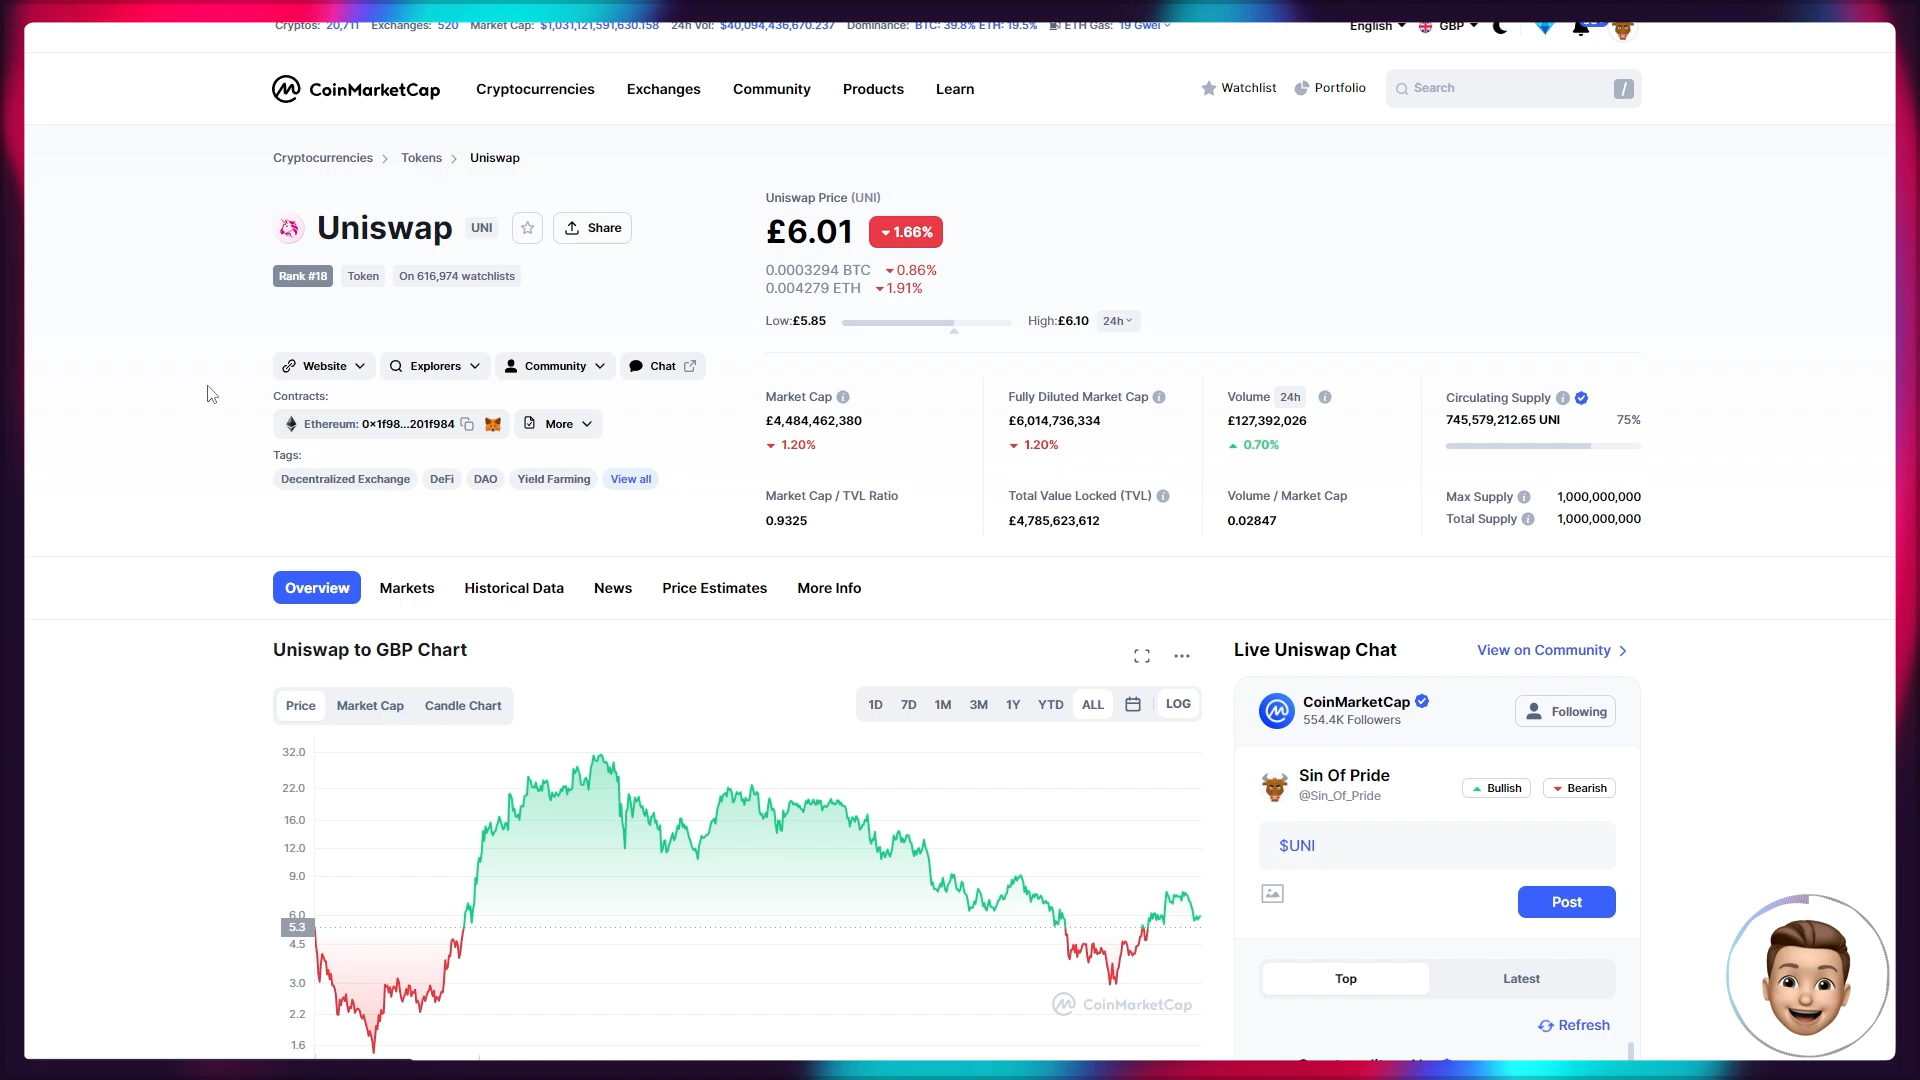 Cryptos: 20,711 Exchanges: 520 Market Cap: $1,031,121,591,630.158 24h Vol: $40,094,436,670.237 Dominance: BTC: 39.8% ETH: 19.5% ETH Gas: 19 Gwei English GBP
CoinMarketCap Cryptocurrencies Exchanges Community Products Learn Watchlist Portfolio Search /
Cryptocurrencies > Tokens > Uniswap
Uniswap UNI Share
Rank #18 Token On 616,974 watchlists
Website Explorers Community Chat
Contracts:
Ethereum: 0x1f98...201f984 More
Tags:
Decentralized Exchange DeFi DAO Yield Farming View all
Uniswap Price (UNI)
£6.01 1.66%
0.0003294 BTC 0.86%
0.004279 ETH 1.91%
Low:£5.85 High:£6.10 24h
Market Cap
£4,484,462,380
1.20%
Fully Diluted Market Cap
£6,014,736,334
1.20%
Volume 24h
£127,392,026
0.70%
Circulating Supply
745,579,212.65 UNI 75%
Market Cap / TVL Ratio
0.9325
Total Value Locked (TVL)
£4,785,623,612
Volume / Market Cap
0.02847
Max Supply 1,000,000,000
Total Supply 1,000,000,000
Overview Markets Historical Data News Price Estimates More Info
Uniswap to GBP Chart
Price Market Cap Candle Chart 1D 7D 1M 3M 1Y YTD ALL LOG
32.0
22.0
16.0
12.0
9.0
6.0
5.3
4.5
3.0
2.2
1.6
CoinMarketCap
Live Uniswap Chat View on Community
CoinMarketCap Following
554.4K Followers
Sin Of Pride Bullish Bearish
@Sin_Of_Pride
$UNI
Post
Top Latest
Refresh